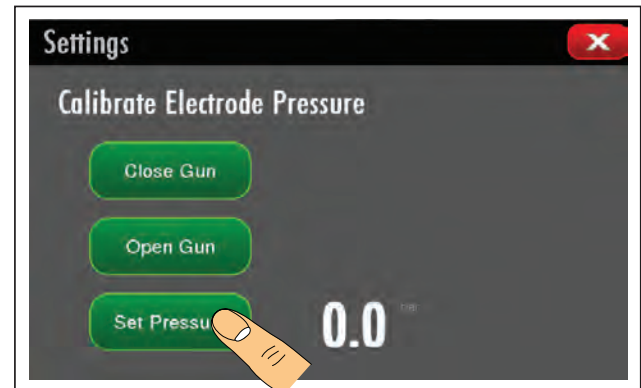 Settings X
Calibrate Electrode Pressure
Close Gun
Open Gun
Set Pressu 0.0